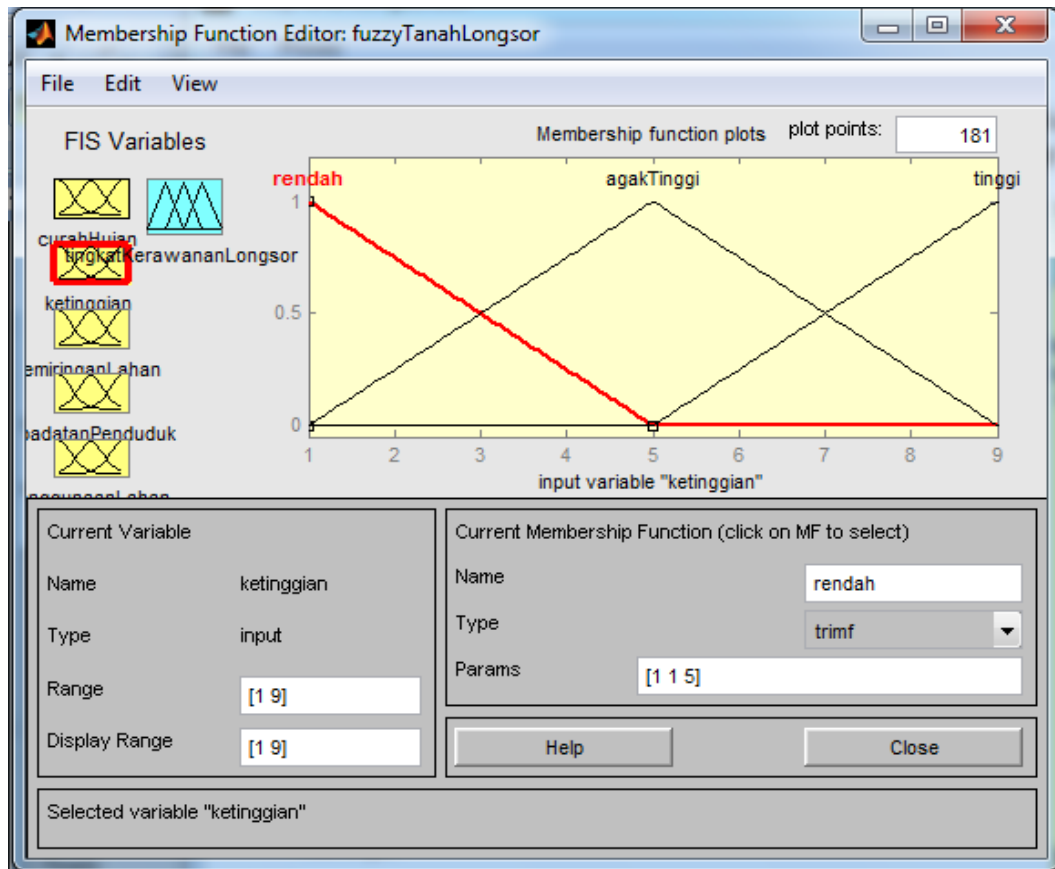 Membership Function Editor: fuzzyTanahLongsor
File Edit View
FIS Variables
Membership function plots plot points: 181
curahHujan
tingkatKerawananLongsor
ketinggian
emiringanLahan
padatanPenduduk
rendah agakTinggi tinggi
1
0.5
0
1 2 3 4 5 6 7 8 9
input variable "ketinggian"
Current Variable
Name ketinggian
Type input
Range [1 9]
Display Range [1 9]
Current Membership Function (click on MF to select)
Name rendah
Type trimf
Params [1 1 5]
Help Close
Selected variable "ketinggian"